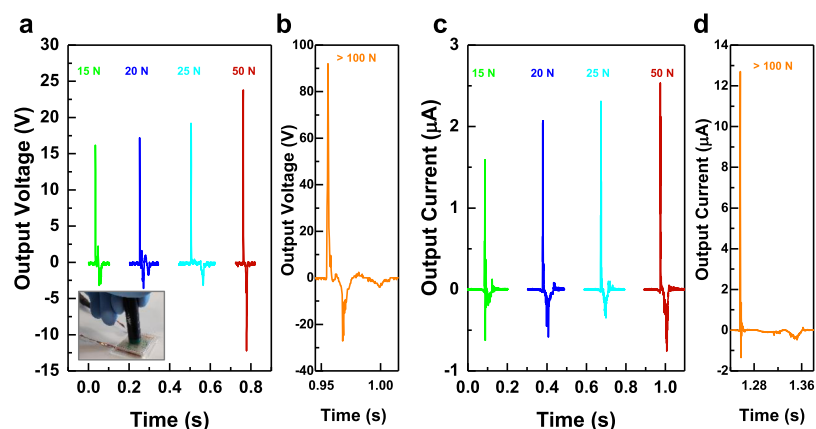 a
b
c
d
30
25
20
15
10
5
0
-5
-10
-15
Output Voltage (V)
15 N
20 N
25 N
50 N
0.0 0.2 0.4 0.6 0.8
Time (s)
100
80
60
40
20
0
-20
-40
Output Voltage (V)
> 100 N
0.95 1.00
Time (s)
3
2
1
0
-1
Output Current (µA)
15 N
20 N
25 N
50 N
0.0 0.2 0.4 0.6 0.8 1.0
Time (s)
14
12
10
8
6
4
2
0
-2
Output Current (µA)
> 100 N
1.28 1.36
Time (s)